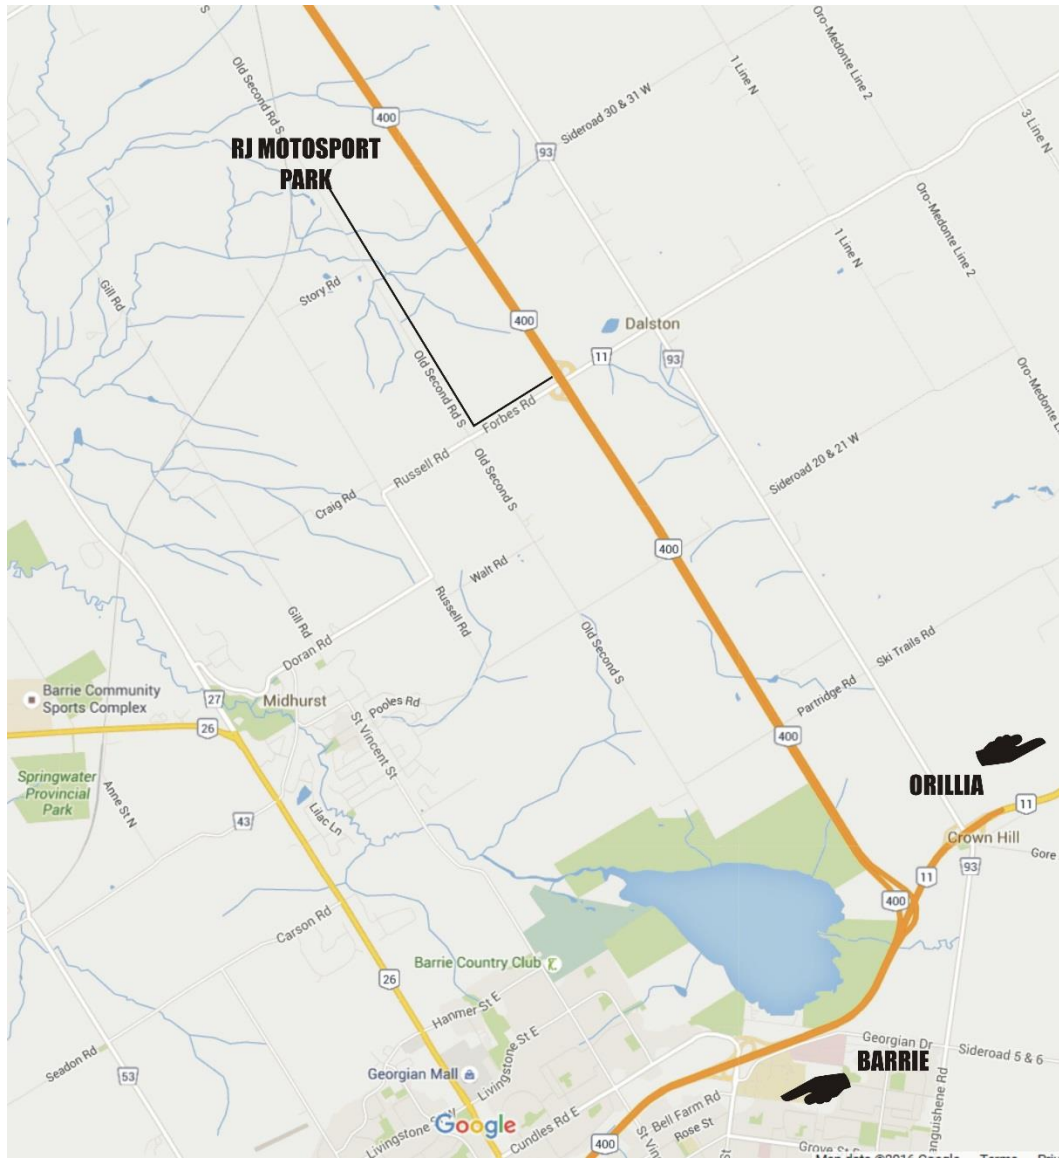 S
Oro-Medonte Line 2
Old Second Rd S
1 Line N
Sideroad 30 & 31 W
3 Line N
400
RJ MOTOSPORT
PARK
93
Oro-Medonte Line 2
1 Line N
Gill Rd
Story Rd
400
Dalston
11
93
Old Second Rd S
Forbes Rd
Russell Rd
Old Second S
Craig Rd
Sideroad 20 & 21 W
400
Walt Rd
Gill Rd
Russell Rd
Doran Rd
Old Second S
Ski Trails Rd
Barrie Community
Sports Complex
27
Midhurst
Pooles Rd
Partridge Rd
26
St Vincent St
400
Springwater
Provincial
Park
Anne St N
43
Lilac Ln
ORILLIA
11
Crown Hill
Gore
93
11
400
Carson Rd
Barrie Country Club
26
Hanmer St E
Livingstone St E
Georgian Dr
Sideroad 5 & 6
BARRIE
Seadon Rd
53
Georgian Mall
Google
Cundles Rd E
Bell Farm Rd
Rose St
400
Map data ©2016 Google
Terms